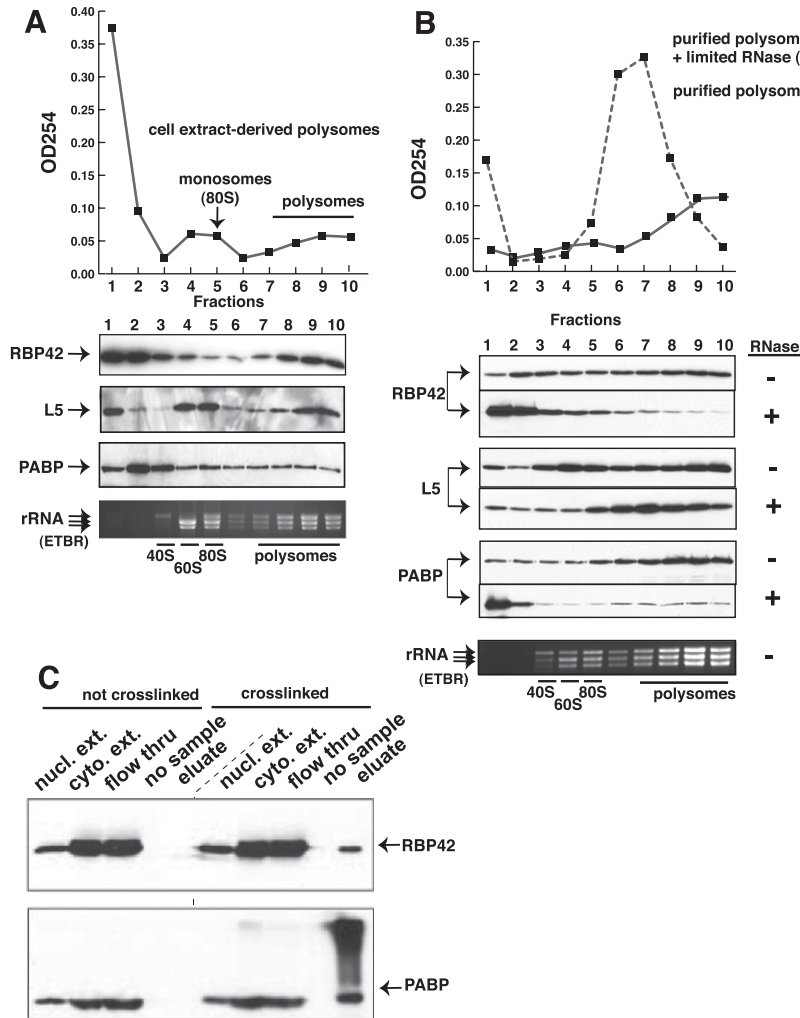 A
0.40
0.35
0.30
0.25
0.20
0.15
0.10
0.05
0.00
OD254
cell extract-derived polysomes
monosomes
(80S)
polysomes
1 2 3 4 5 6 7 8 9 10
Fractions
1 2 3 4 5 6 7 8 9 10
RBP42
L5
PABP
rRNA
(ETBR)
40S
60S
80S
polysomes
B
0.35
0.30
0.25
0.20
0.15
0.10
0.05
0.00
OD254
purified polysom
+ limited RNase (
purified polysom
1 2 3 4 5 6 7 8 9 10
Fractions
1 2 3 4 5 6 7 8 9 10
RNase
RBP42
-
+
L5
-
+
PABP
-
+
rRNA
(ETBR)
-
40S
60S
80S
polysomes
C
not crosslinked
crosslinked
nucl. ext.
cyto. ext.
flow thru
no sample
eluate
nucl. ext.
cyto. ext.
flow thru
no sample
eluate
RBP42
PABP